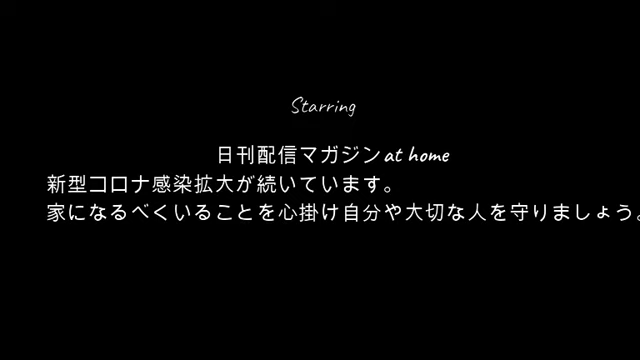 Starring
日刊配信マガジンat home
新型コロナ感染拡大が続いています。
家になるべくいることを心掛け自分や大切な人を守りましょう。